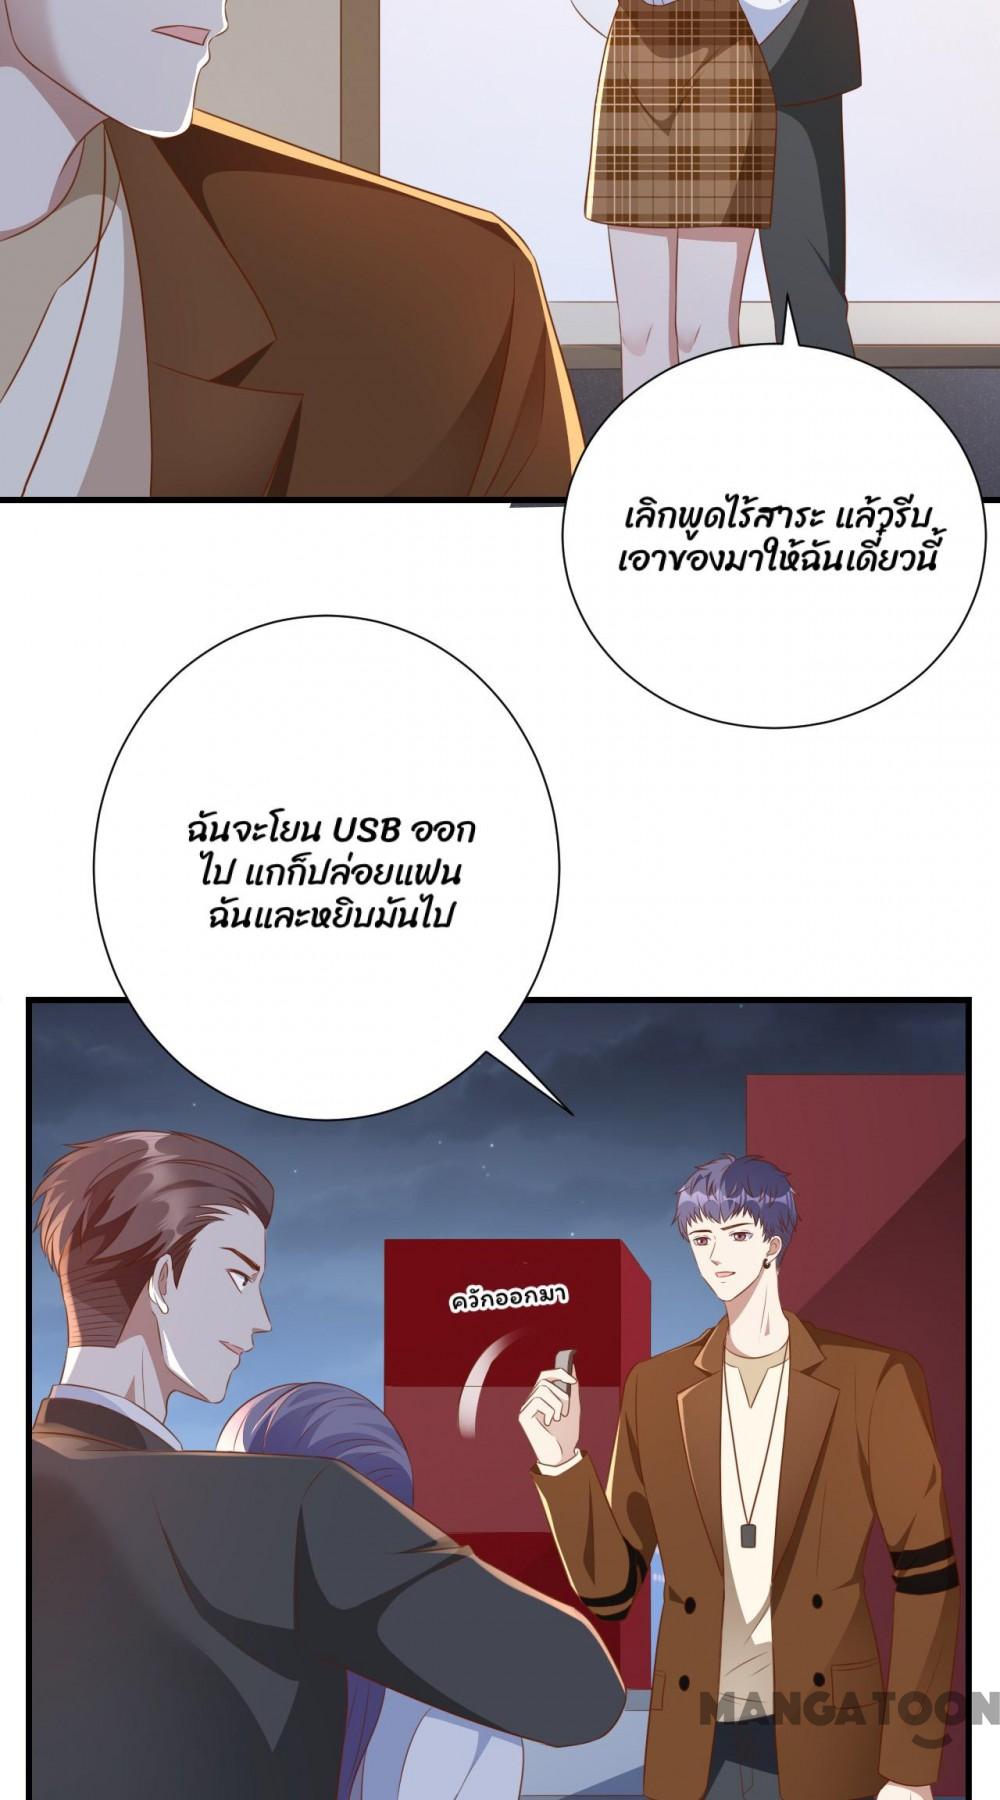 เลิกพูดไร้สาระ แล้วรีบ
เอาของมาให้ฉันเดี๋ยวนี้
ฉันจะโยน USB ออก
ไป แกก็ปล่อยแฟน
ฉันและหยิบมันไป
ควักออกมา
MANGATOON